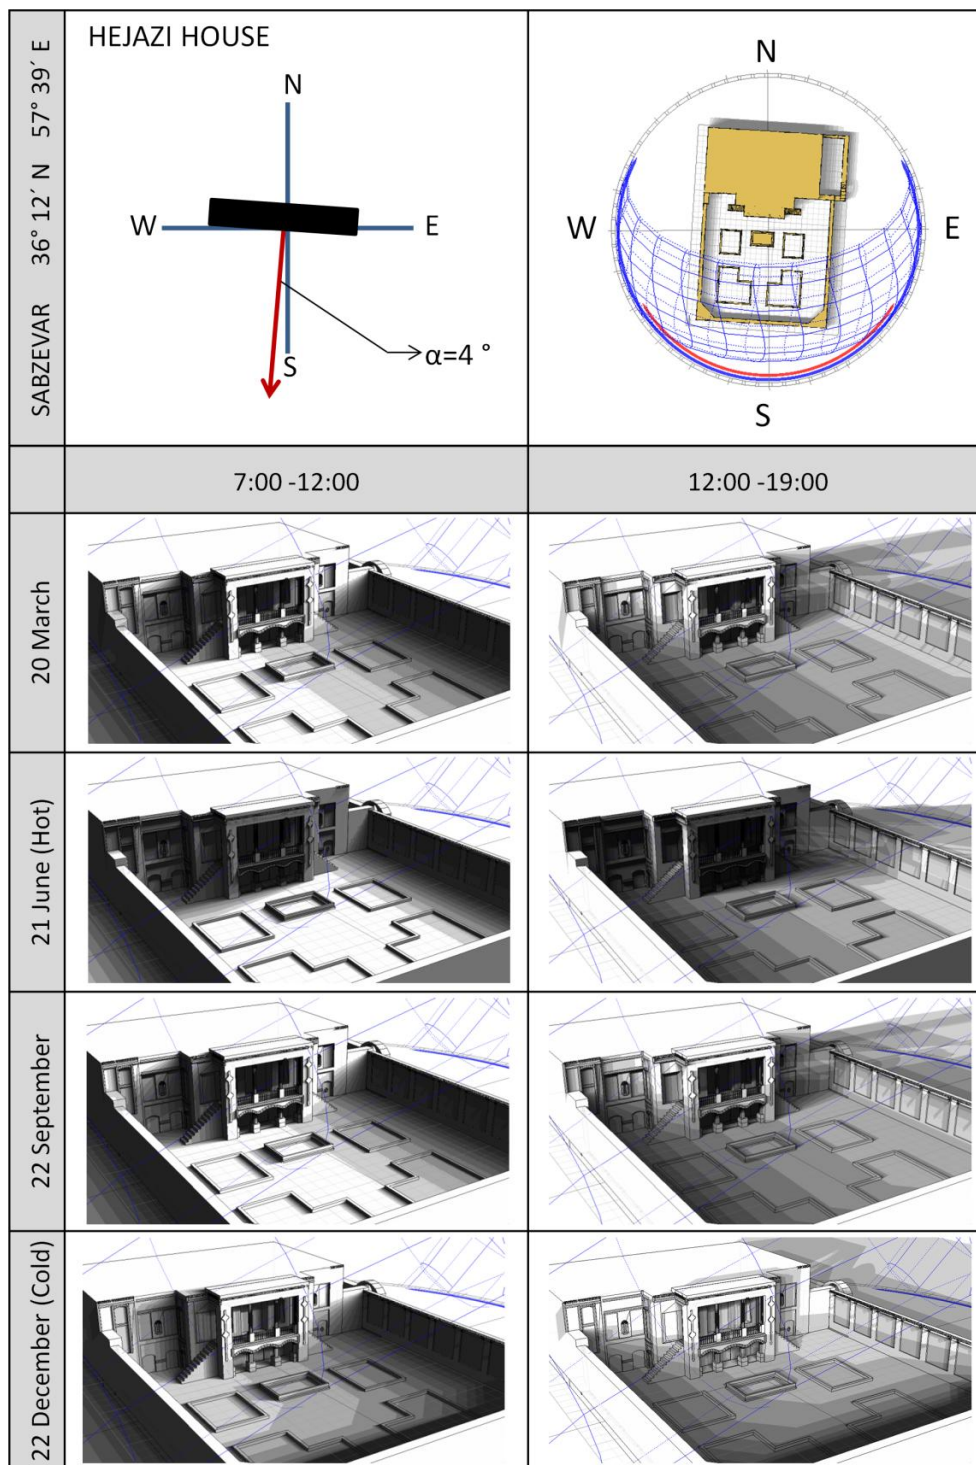 SABZEVAR 36° 12′ N 57° 39′ E
HEJAZI HOUSE
N
W
E
S
α=4 °
N
W
E
S
7:00 -12:00
12:00 -19:00
20 March
21 June (Hot)
22 September
22 December (Cold)